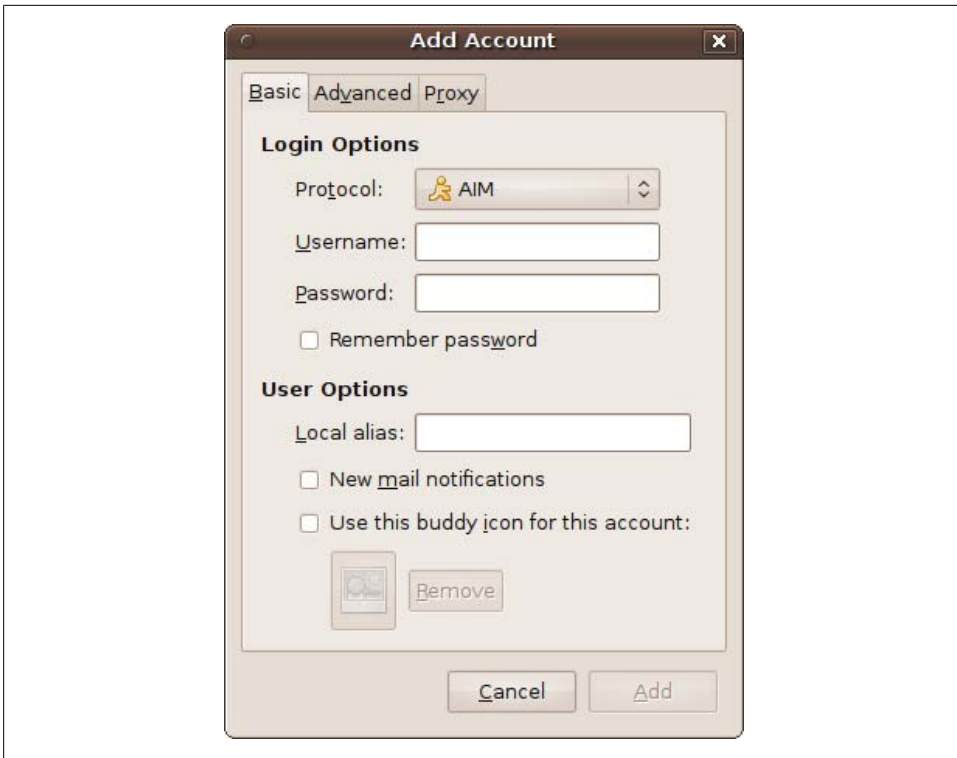 Add Account
Basic Advanced Proxy
Login Options
Protocol: AIM
Username:
Password:
Remember password
User Options
Local alias:
New mail notifications
Use this buddy icon for this account:
Remove
Cancel Add